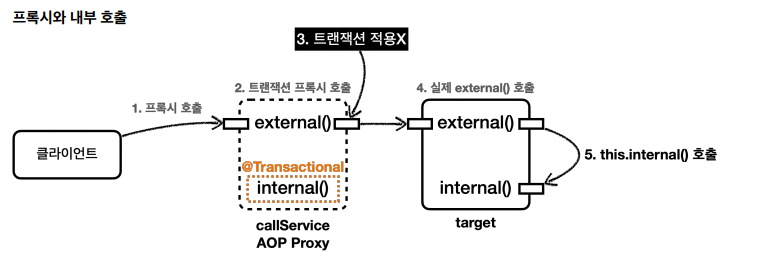 프록시와 내부 호출
3. 트랜잭션 적용X
1. 프록시 호출
2. 트랜잭션 프록시 호출
4. 실제 external() 호출
클라이언트
external()
external()
@Transactional
internal()
internal()
5. this.internal() 호출
callService
AOP Proxy
target